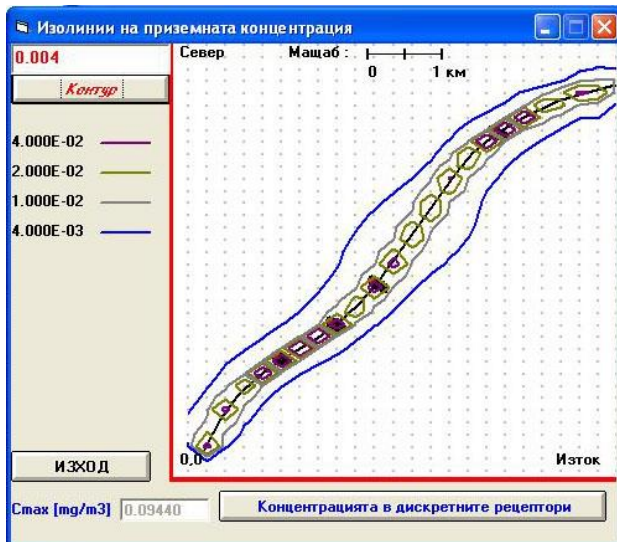 Изолинии на приземната концентрация
0.004
Контур
4.000E-02
2.000E-02
1.000E-02
4.000E-03
Север Мащаб :
0 1 км
0,0 Изток
ИЗХОД
Cmax [mg/m3] 0.09440 Концентрацията в дискретните рецептори